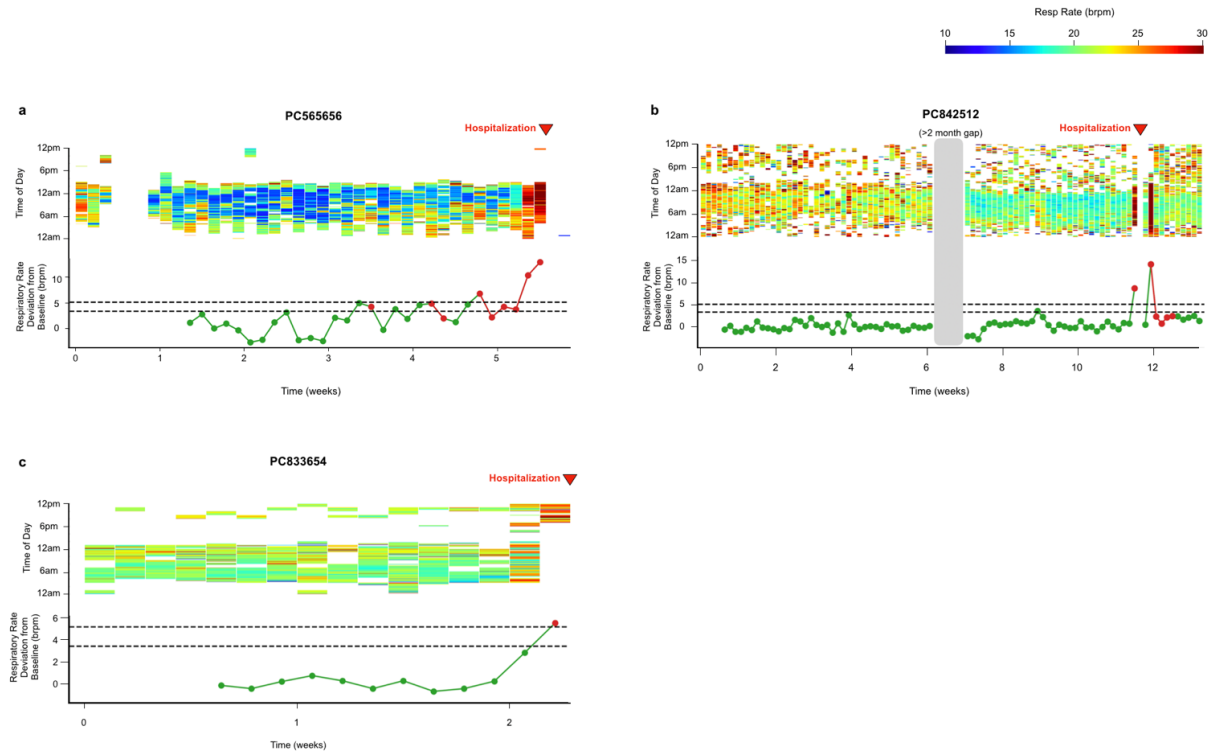 Resp Rate (brpm)
10 15 20 25 30
a
PC565656
Hospitalization
12pm
6pm
12am
6am
12am
Time of Day
10
5
0
Respiratory Rate
Deviation from
Baseline (brpm)
0 1 2 3 4 5
Time (weeks)
b
PC842512
(>2 month gap)
Hospitalization
12pm
6pm
12am
6am
12am
Time of Day
15
10
5
0
Respiratory Rate
Deviation from
Baseline (brpm)
0 2 4 6 8 10 12
Time (weeks)
c
PC833654
Hospitalization
12pm
6pm
12am
6am
12am
Time of Day
6
4
2
0
Respiratory Rate
Deviation from
Baseline (brpm)
0 1 2
Time (weeks)